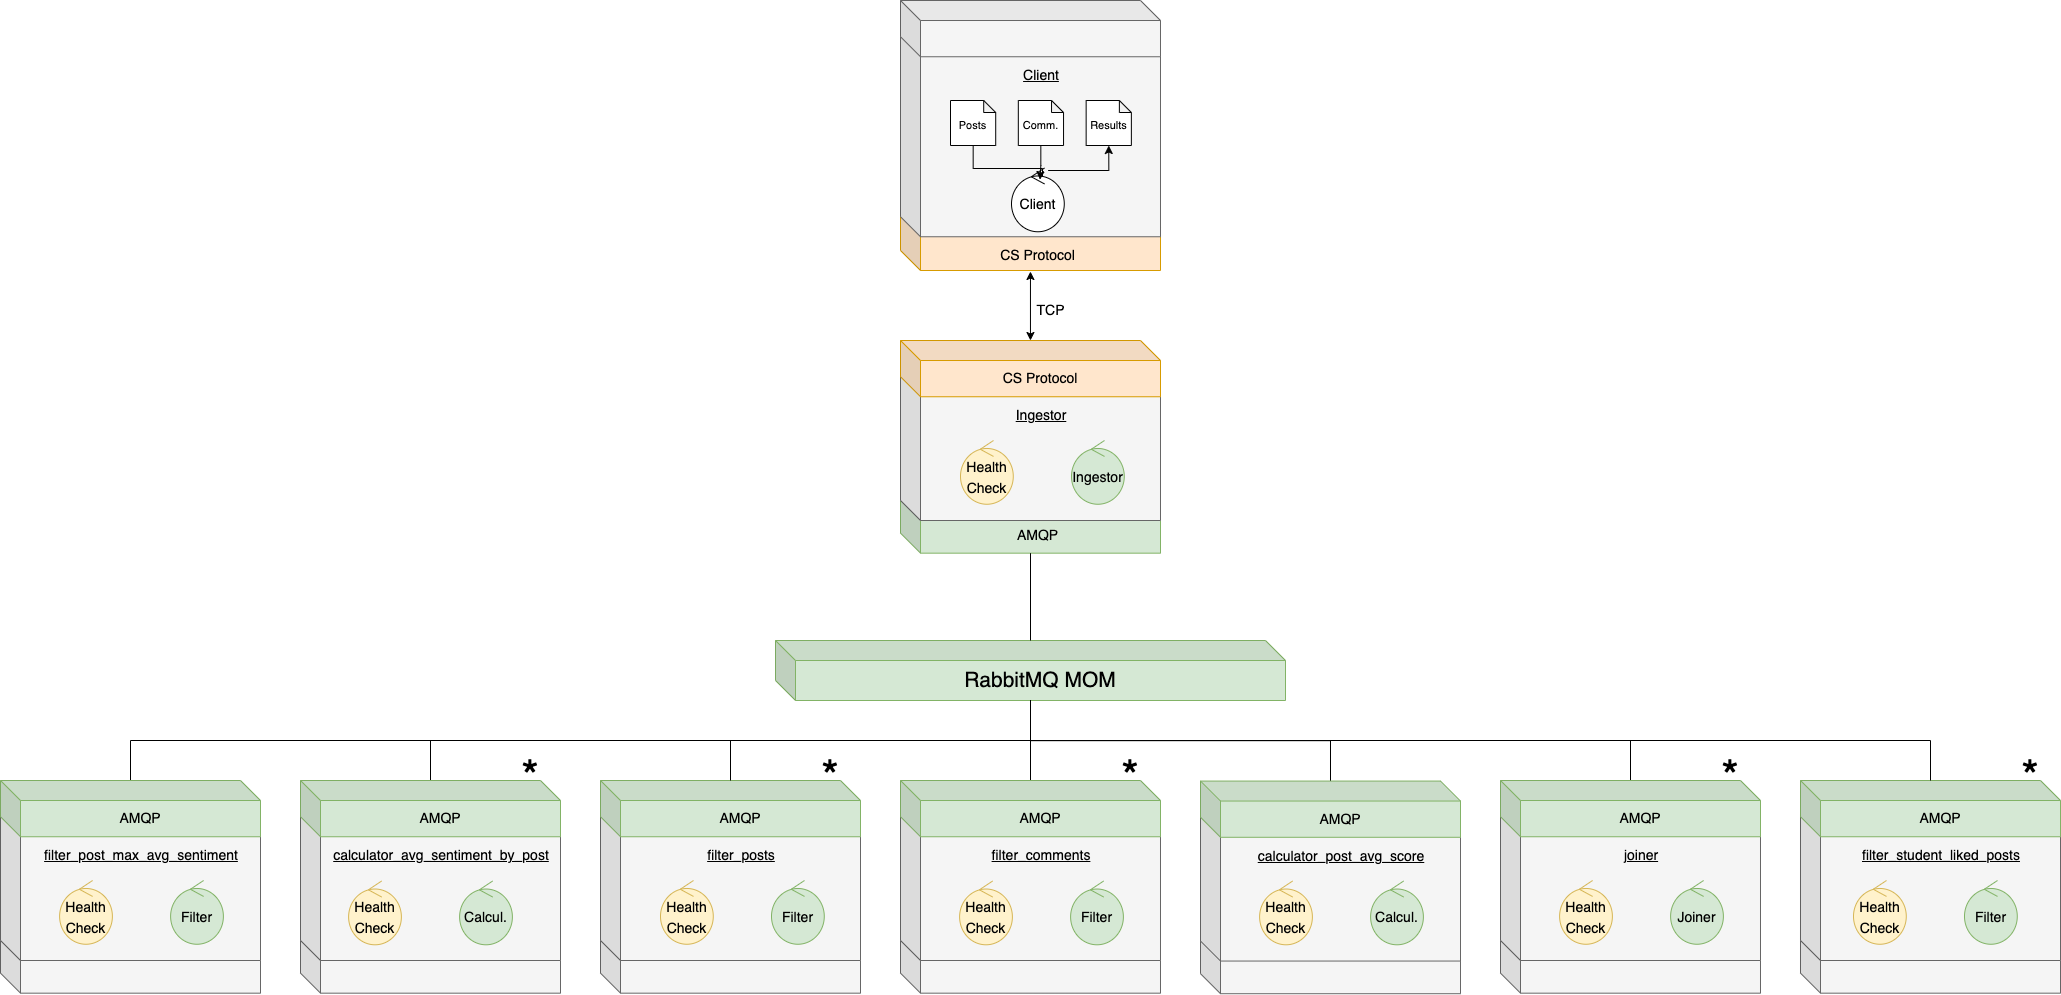 Client
Posts
Comm.
Results
Client
CS Protocol
TCP
CS Protocol
Ingestor
Health
Check
Ingestor
AMQP
RabbitMQ MOM
*
*
*
*
*
AMQP
filter_post_max_avg_sentiment
Health
Check
Filter
AMQP
calculator_avg_sentiment_by_post
Health
Check
Calcul.
AMQP
filter_posts
Health
Check
Filter
AMQP
filter_comments
Health
Check
Filter
AMQP
calculator_post_avg_score
Health
Check
Calcul.
AMQP
joiner
Health
Check
Joiner
AMQP
filter_student_liked_posts
Health
Check
Filter